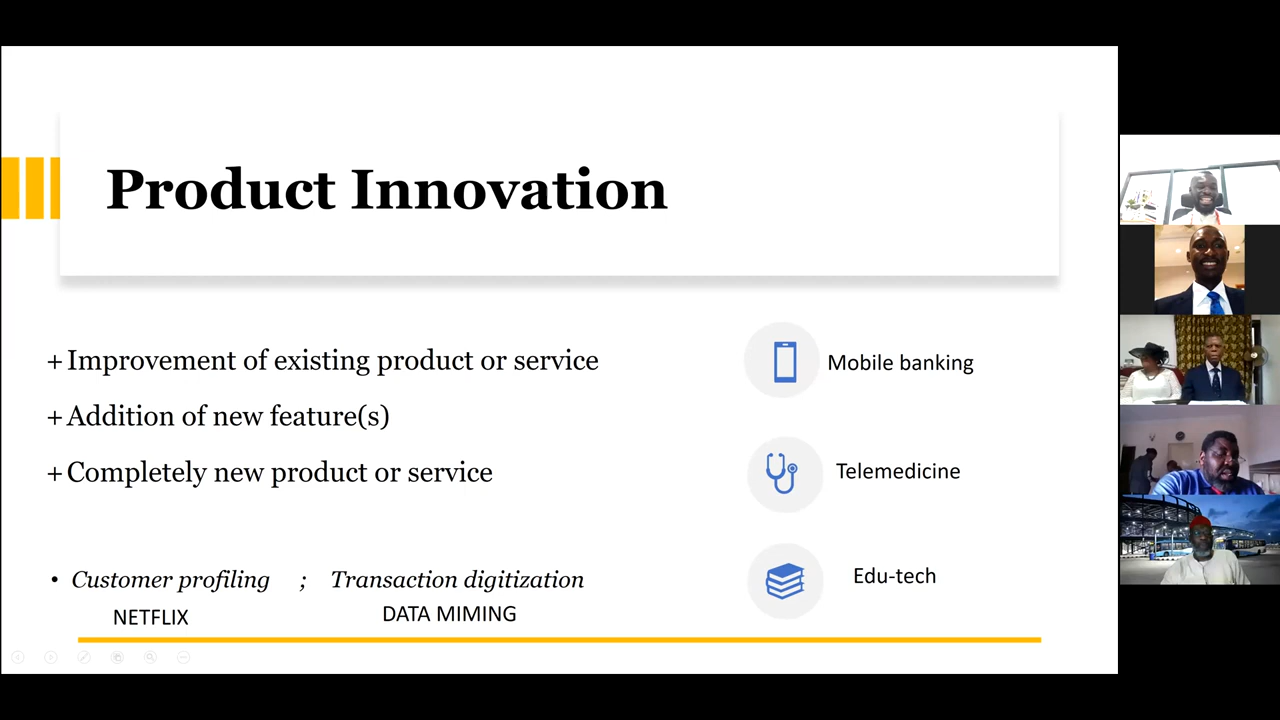 Product Innovation
+Improvement of existing product or service
+Addition of new feature(s)
+Completely new product or service
• Customer profiling ; Transaction digitization
NETFLIX DATA MIMING
Mobile banking
Telemedicine
Edu-tech